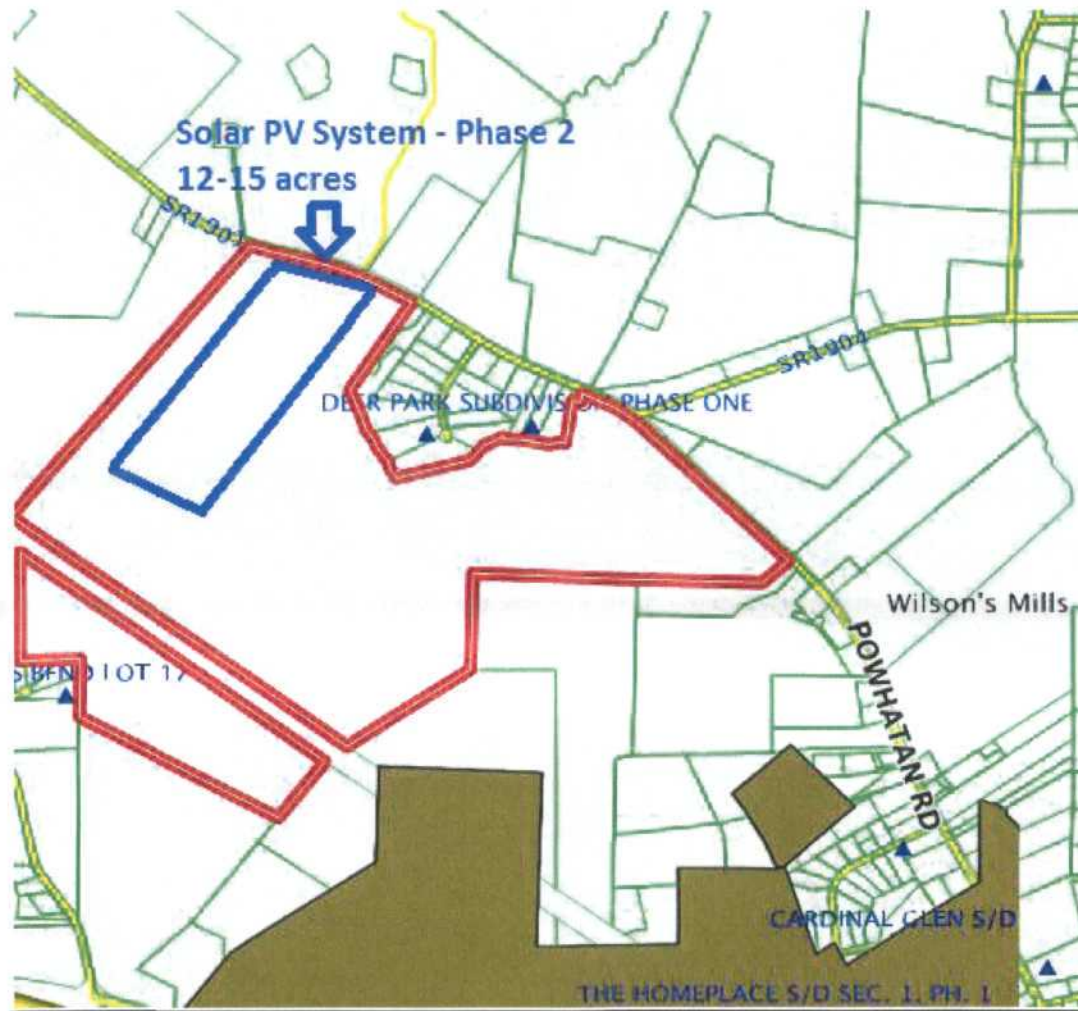 Solar PV System - Phase 2
12-15 acres
SR1904
DEER PARK SUBDIVISION PHASE ONE
Wilson's Mills
S BEND LOT 17
POWHATAN RD
CARDINAL GLEN S/D
THE HOMEPLACE S/D SEC. 1, PH. 1